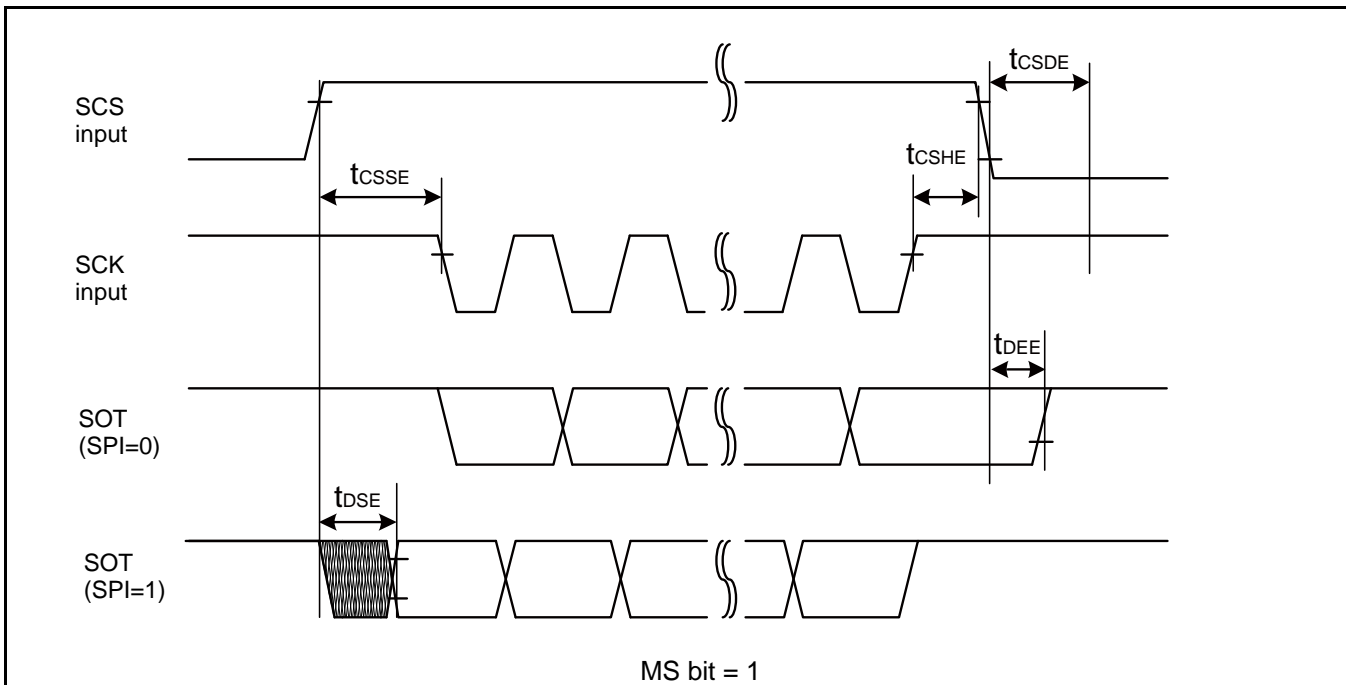 SCS
input
tCSDE
tCSHE
tCSSE
SCK
input
tDEE
SOT
(SPI=0)
tDSE
SOT
(SPI=1)
MS bit = 1